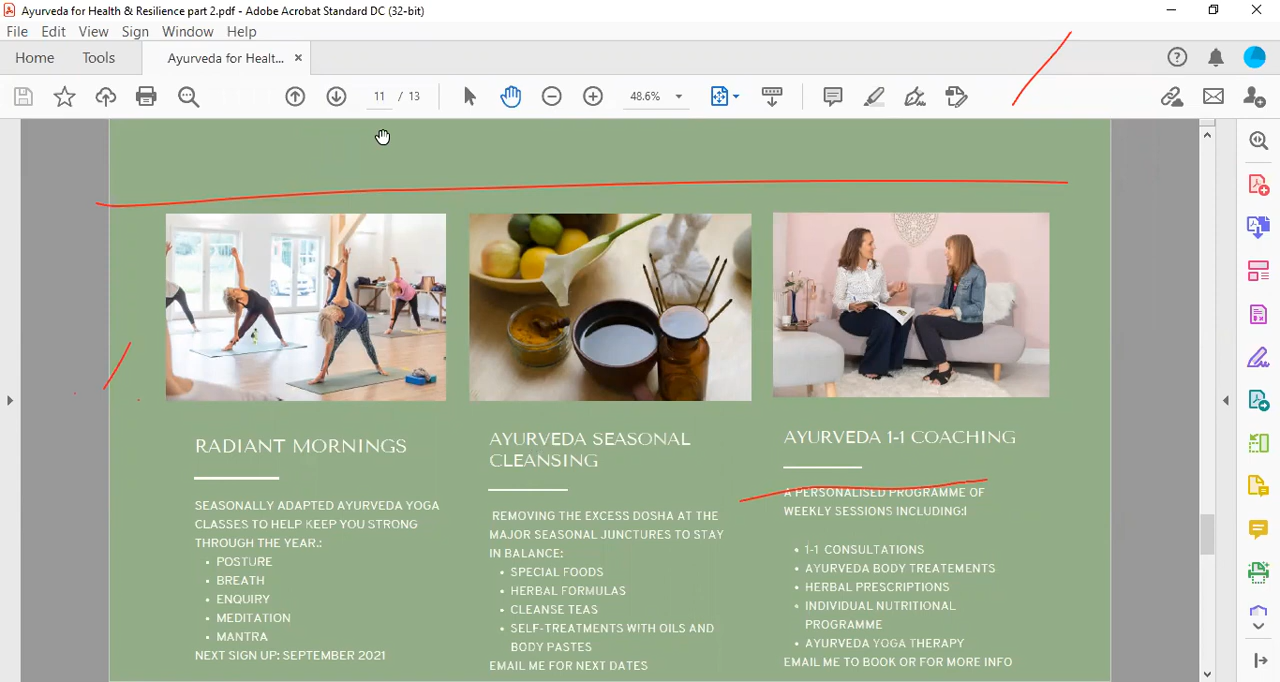 Ayurveda for Health & Resilience part 2.pdf - Adobe Acrobat Standard DC (32-bit)
File Edit View Sign Window Help
Home Tools Ayurveda for Healt...
11 / 13 48.6%
RADIANT MORNINGS
SEASONALLY ADAPTED AYURVEDA YOGA
CLASSES TO HELP KEEP YOU STRONG
THROUGH THE YEAR.:
• POSTURE
• BREATH
• ENQUIRY
• MEDITATION
• MANTRA
NEXT SIGN UP: SEPTEMBER 2021
AYURVEDA SEASONAL
CLEANSING
REMOVING THE EXCESS DOSHA AT THE
MAJOR SEASONAL JUNCTURES TO STAY
IN BALANCE:
• SPECIAL FOODS
• HERBAL FORMULAS
• CLEANSE TEAS
• SELF-TREATMENTS WITH OILS AND
BODY PASTES
EMAIL ME FOR NEXT DATES
AYURVEDA 1-1 COACHING
A PERSONALISED PROGRAMME OF
WEEKLY SESSIONS INCLUDING:I
• 1-1 CONSULTATIONS
• AYURVEDA BODY TREATEMENTS
• HERBAL PRESCRIPTIONS
• INDIVIDUAL NUTRITIONAL
PROGRAMME
• AYURVEDA YOGA THERAPY
EMAIL ME TO BOOK OR FOR MORE INFO